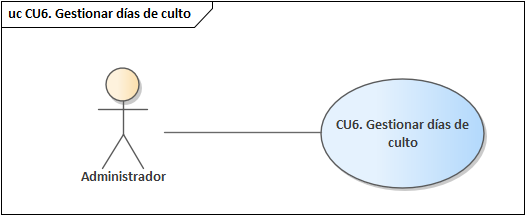 uc CU6. Gestionar días de culto
CU6. Gestionar días de
culto
Administrador